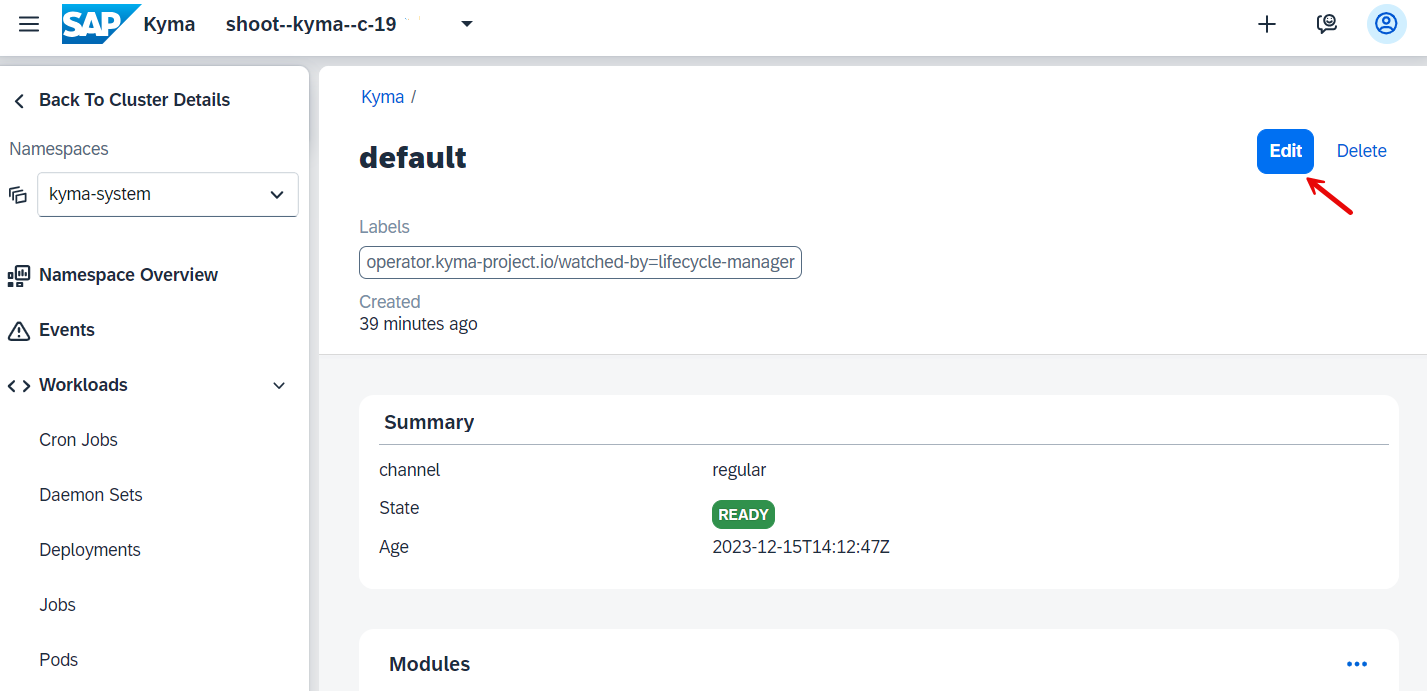 SAP Kyma shoot--kyma--c-19
Back To Cluster Details
Namespaces
kyma-system
Namespace Overview
Events
Workloads
Cron Jobs
Daemon Sets
Deployments
Jobs
Pods
Kyma /
default
Edit Delete
Labels
operator.kyma-project.io/watched-by=lifecycle-manager
Created
39 minutes ago
Summary
channel regular
State READY
Age 2023-12-15T14:12:47Z
Modules